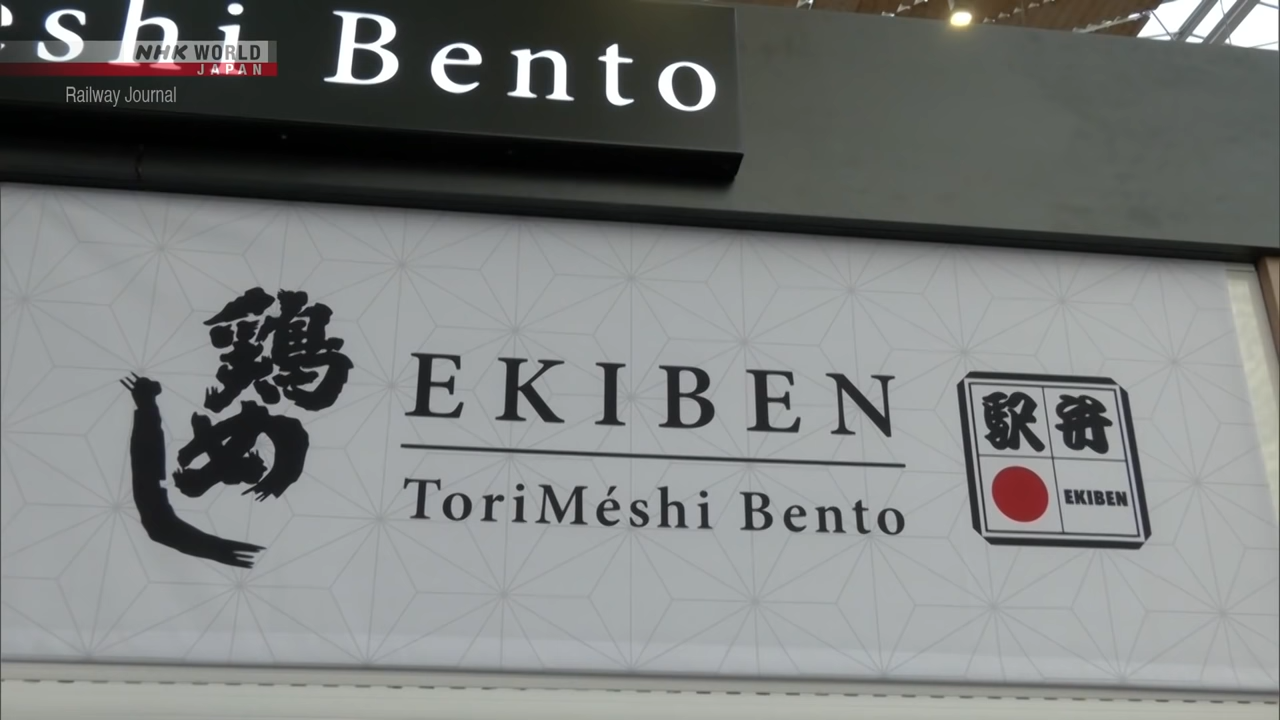 eshi Bento
NHK WORLD
JAPAN
Railway Journal
鶏めし
EKIBEN
ToriMéshi Bento
駅弁
EKIBEN